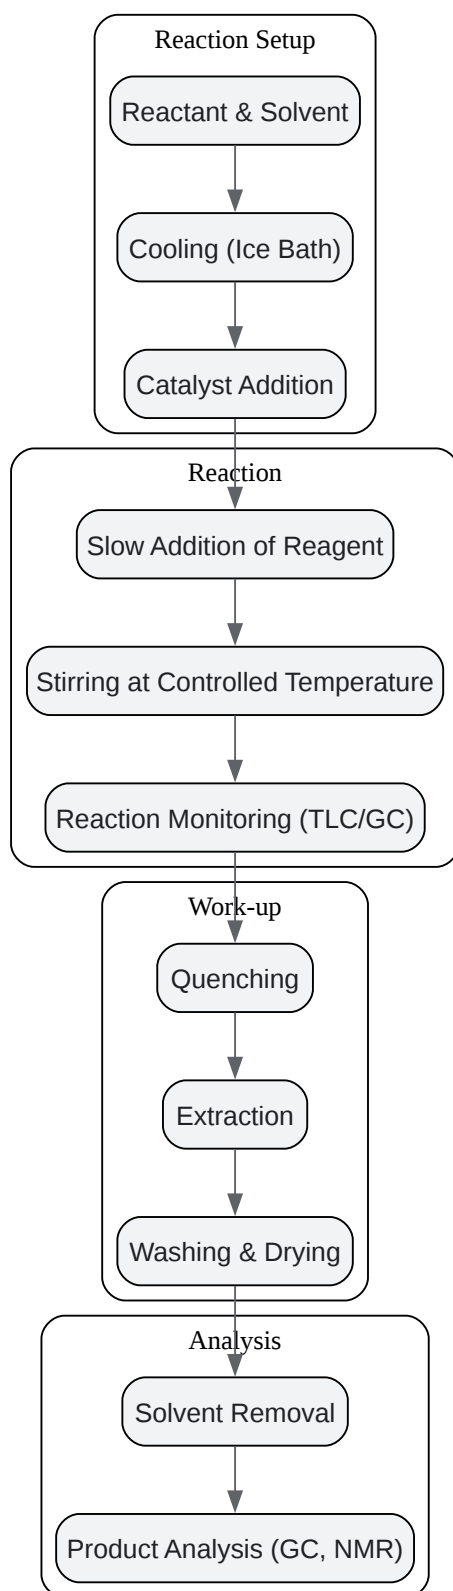 Reaction Setup
Reactant & Solvent
Cooling (Ice Bath)
Catalyst Addition
Reaction
Slow Addition of Reagent
Stirring at Controlled Temperature
Reaction Monitoring (TLC/GC)
Work-up
Quenching
Extraction
Washing & Drying
Analysis
Solvent Removal
Product Analysis (GC, NMR)